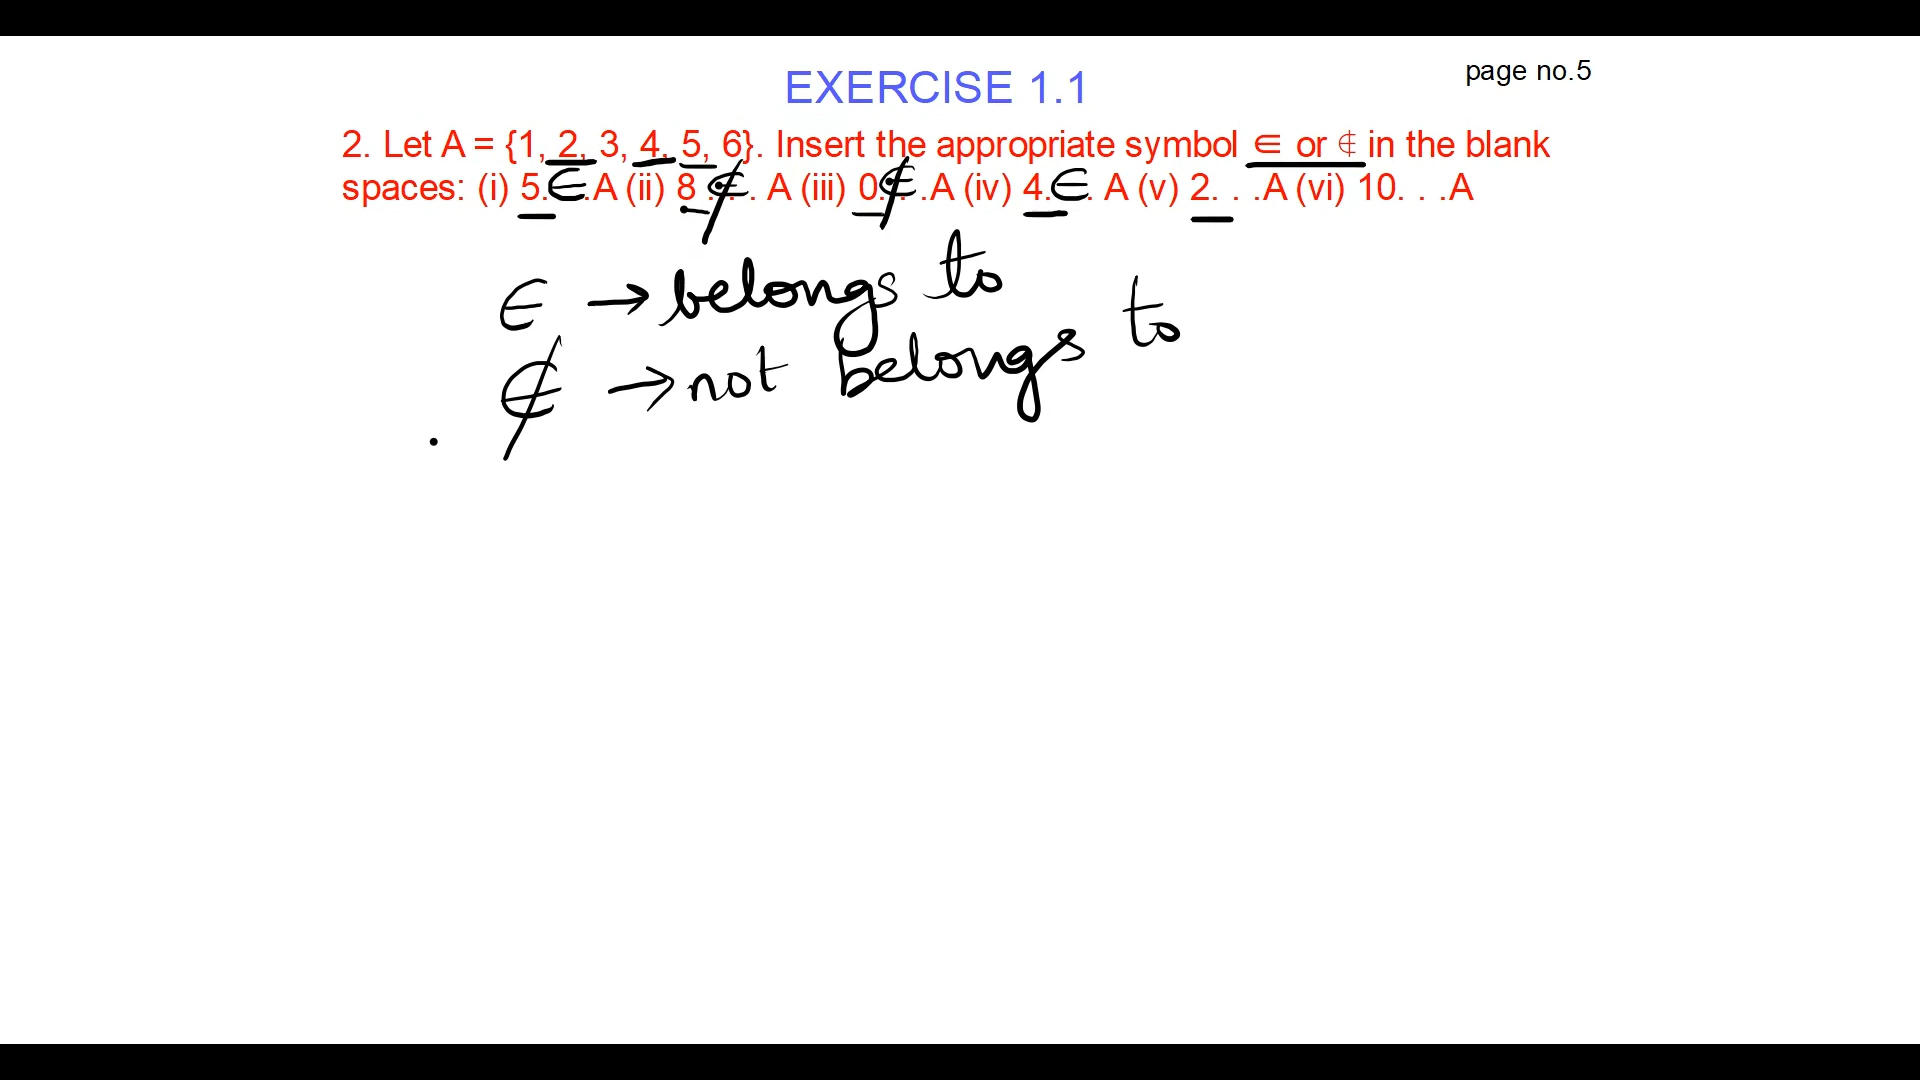 EXERCISE 1.1
page no.5
2. Let A = {1, 2, 3, 4, 5, 6}. Insert the appropriate symbol ∈ or ∉ in the blank
spaces: (i) 5.∈.A (ii) 8 ∉. . A (iii) 0.∉.A (iv) 4.∈. A (v) 2. . .A (vi) 10. . .A
∈ → belongs to
∉ → not belongs to